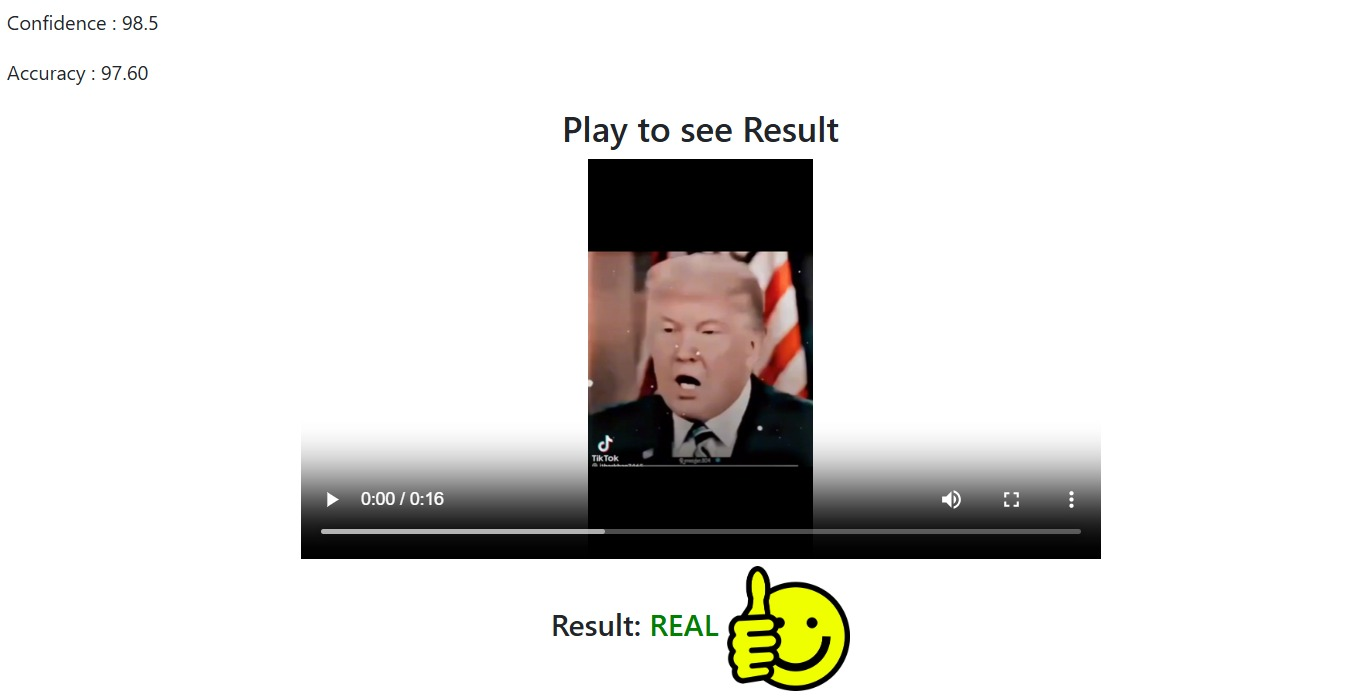 Confidence : 98.5
Accuracy : 97.60
Play to see Result
TikTok
0:00 / 0:16
Result: REAL